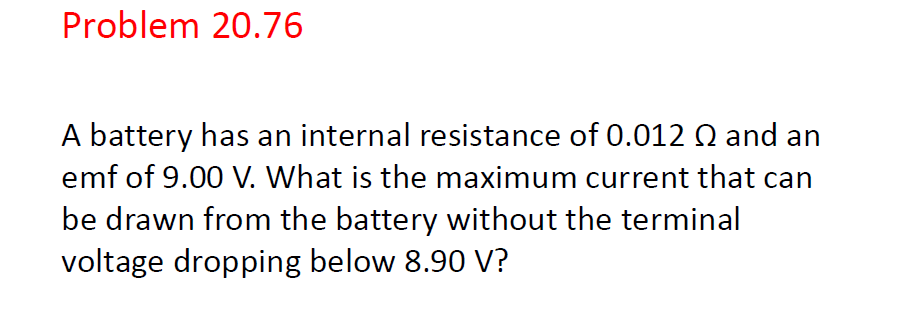 Problem 20.76
A battery has an internal resistance of 0.012 Ω and an
emf of 9.00 V. What is the maximum current that can
be drawn from the battery without the terminal
voltage dropping below 8.90 V?